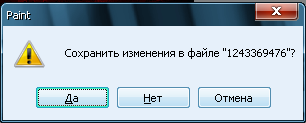 Paint
Сохранить изменения в файле "1243369476"?
Да
Нет
Отмена